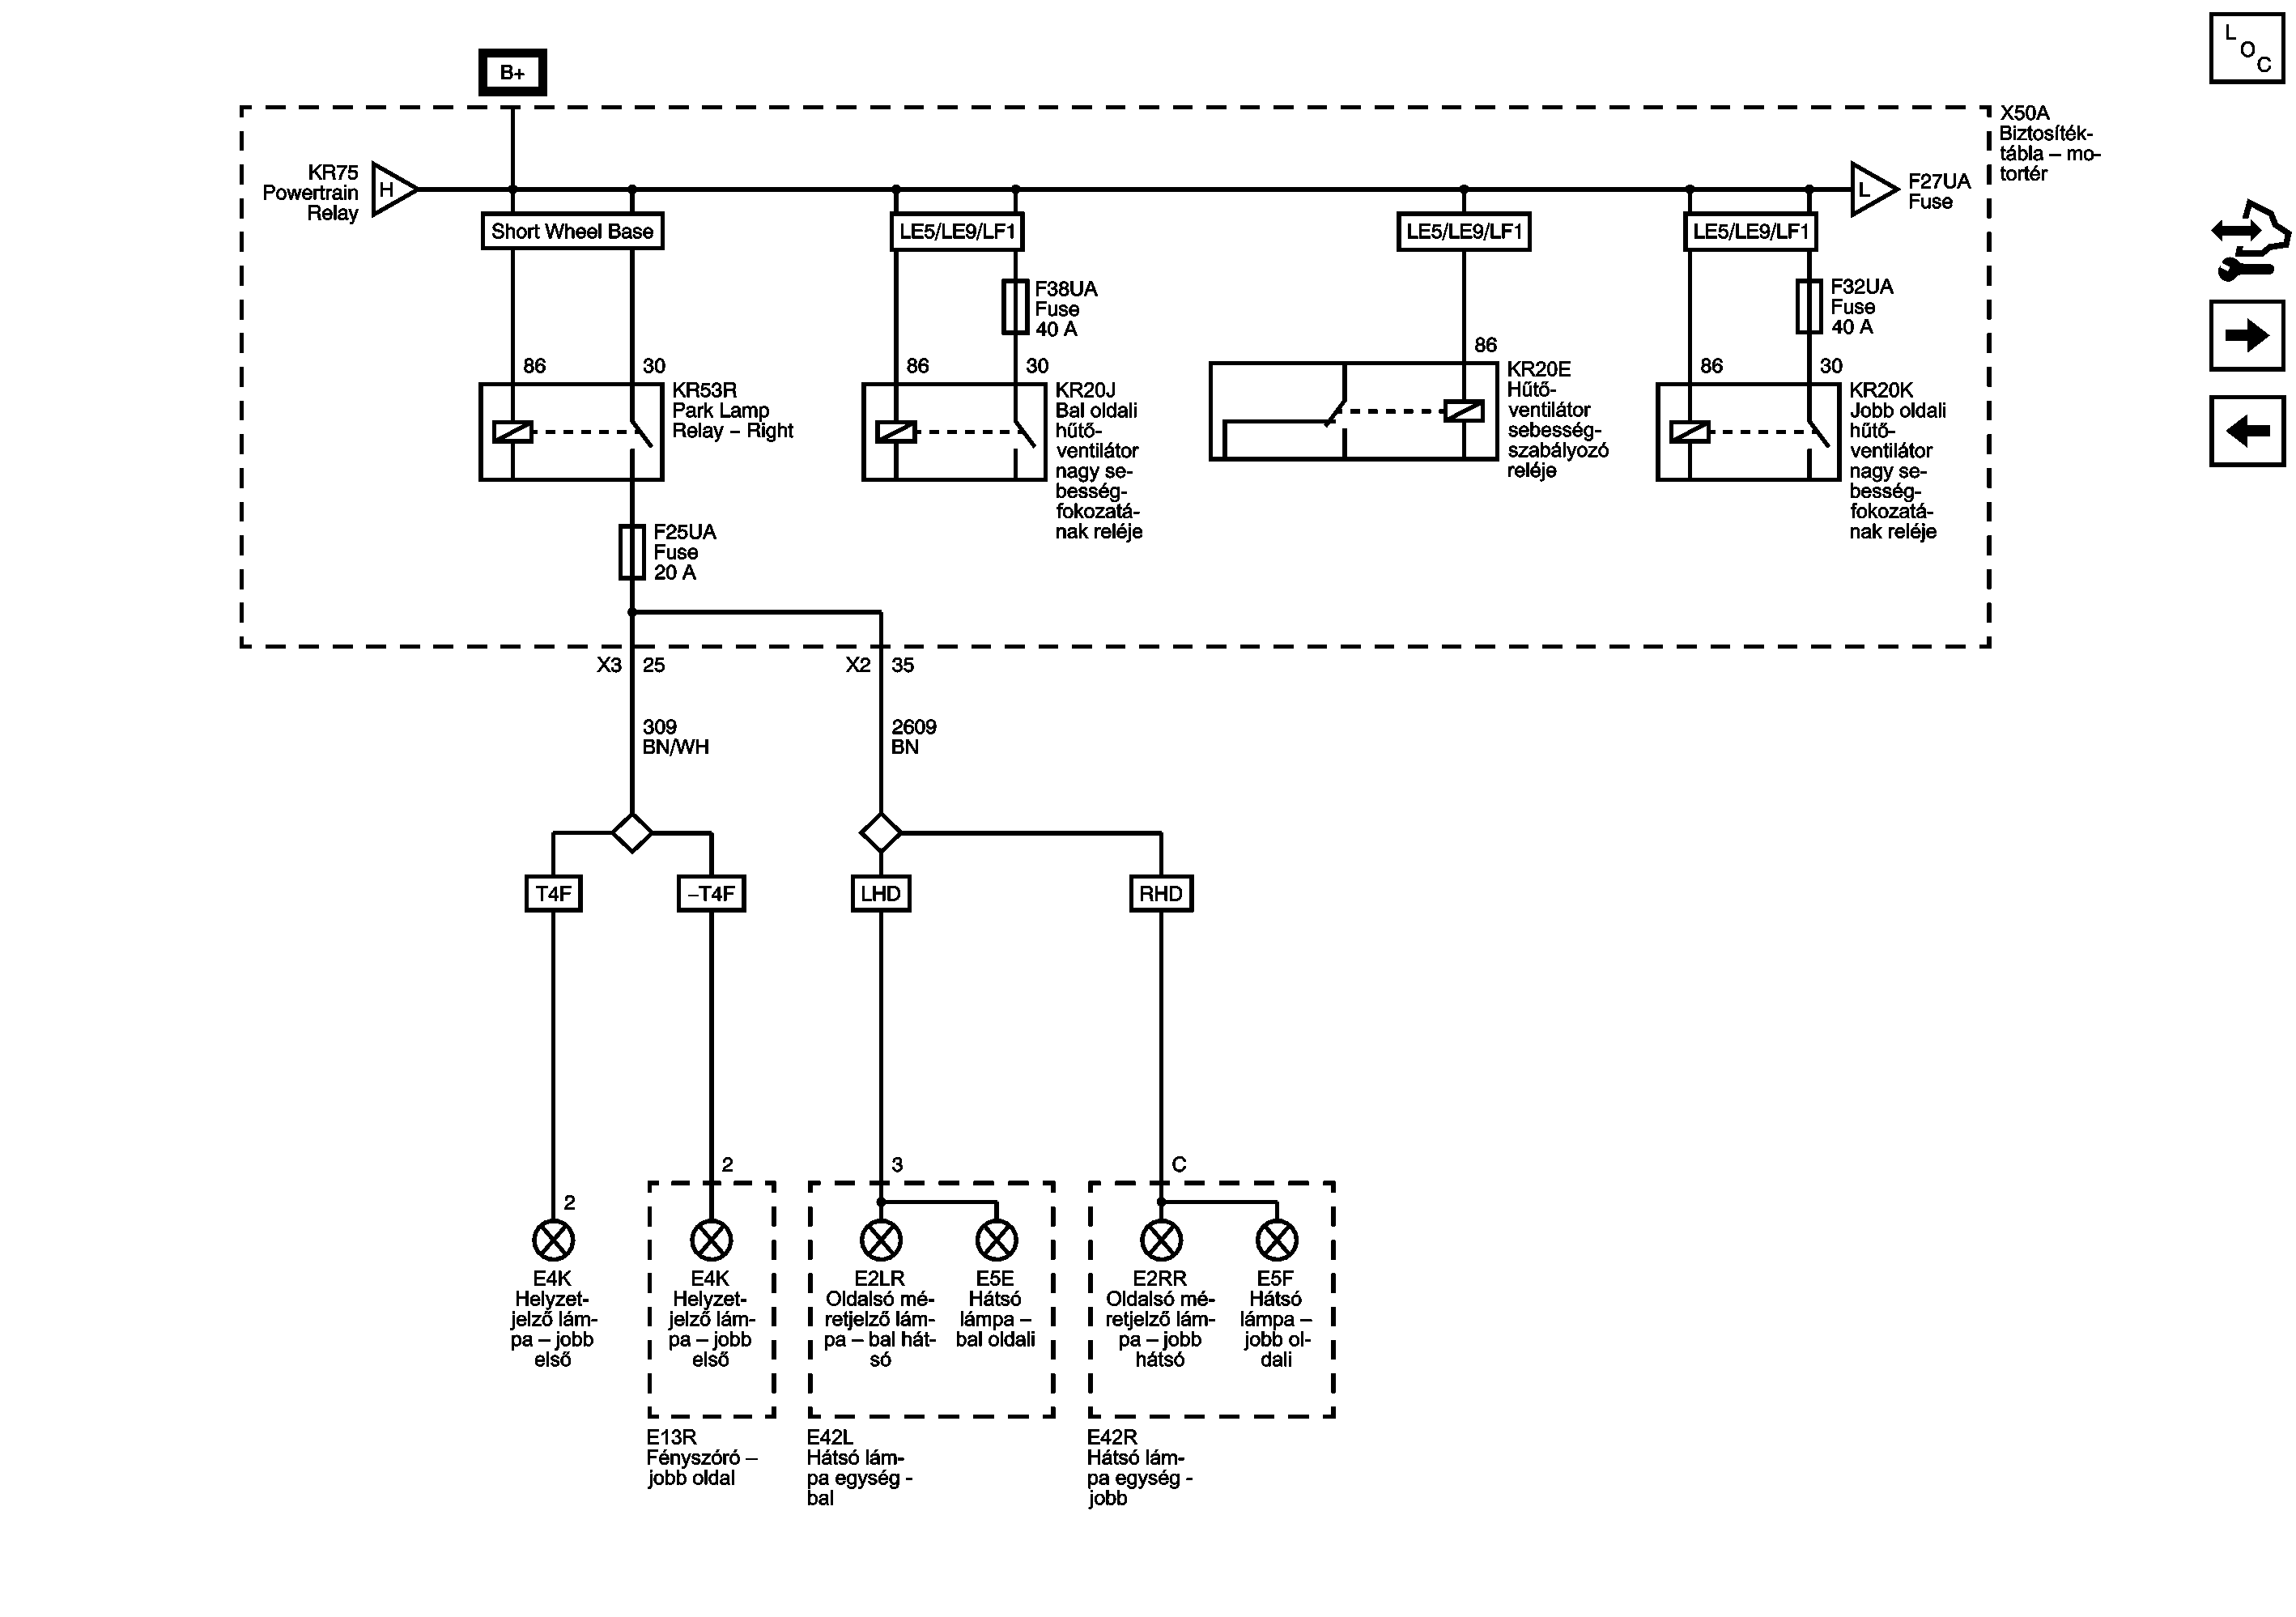 B+
L
O
C
X50A
Biztosíték-
tábla – mo-
tortér
KR75
Powertrain
Relay
H
L
F27UA
Fuse
Short Wheel Base
LE5/LE9/LF1
LE5/LE9/LF1
LE5/LE9/LF1
F38UA
Fuse
40 A
F32UA
Fuse
40 A
86
30
KR53R
Park Lamp
Relay – Right
86
30
KR20J
Bal oldali
hűtő-
ventilátor
nagy se-
besség-
fokozatá-
nak reléje
86
KR20E
Hűtő-
ventilátor
sebesség-
szabályozó
reléje
86
30
KR20K
Jobb oldali
hűtő-
ventilátor
nagy se-
besség-
fokozatá-
nak reléje
F25UA
Fuse
20 A
X3
25
X2
35
309
BN/WH
2609
BN
T4F
–T4F
LHD
RHD
2
2
3
C
E4K
Helyzet-
jelző lám-
pa – jobb
első
E4K
Helyzet-
jelző lám-
pa – jobb
első
E2LR
Oldalsó mé-
retjelző lám-
pa – bal hát-
só
E5E
Hátsó
lámpa –
bal oldali
E2RR
Oldalsó mé-
retjelző lám-
pa – jobb
hátsó
E5F
Hátsó
lámpa –
jobb ol-
dali
E13R
Fényszóró –
jobb oldal
E42L
Hátsó lám-
pa egység -
bal
E42R
Hátsó lám-
pa egység -
jobb